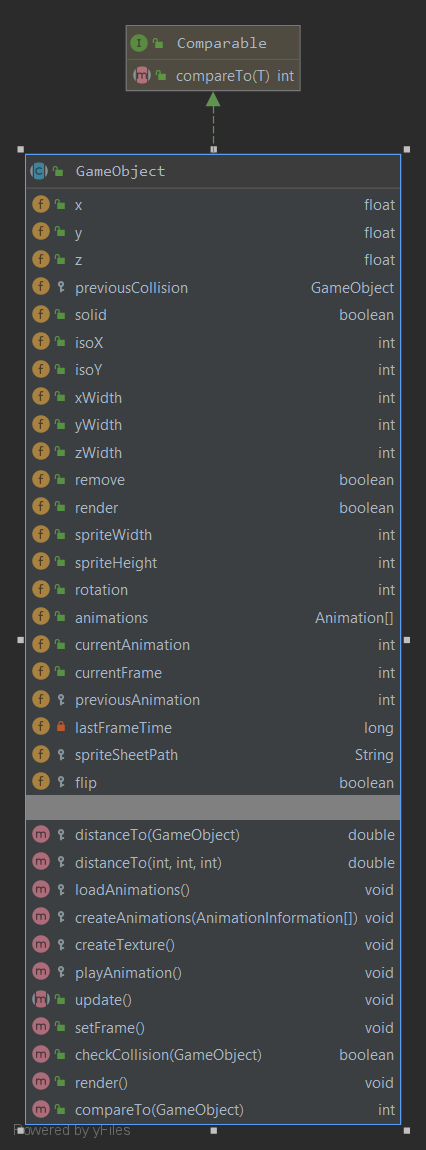 Comparable
compareTo(T) int
GameObject
x float
y float
z float
previousCollision GameObject
solid boolean
isoX int
isoY int
xWidth int
yWidth int
zWidth int
remove boolean
render boolean
spriteWidth int
spriteHeight int
rotation int
animations Animation[]
currentAnimation int
currentFrame int
previousAnimation int
lastFrameTime long
spriteSheetPath String
flip boolean
distanceTo(GameObject) double
distanceTo(int, int, int) double
loadAnimations() void
createAnimations(AnimationInformation[]) void
createTexture() void
playAnimation() void
update() void
setFrame() void
checkCollision(GameObject) boolean
render() void
compareTo(GameObject) int
Powered by yFiles